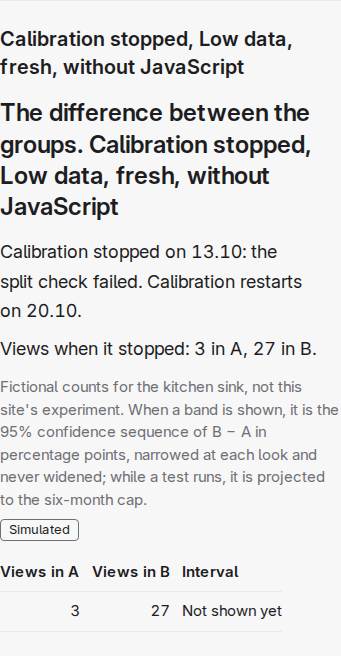 Calibration stopped, Low data,
fresh, without JavaScript
The difference between the
groups. Calibration stopped,
Low data, fresh, without
JavaScript
Calibration stopped on 13.10: the
split check failed. Calibration restarts
on 20.10.
Views when it stopped: 3 in A, 27 in B.
Fictional counts for the kitchen sink, not this
site's experiment. When a band is shown, it is the
95% confidence sequence of B − A in
percentage points, narrowed at each look and
never widened; while a test runs, it is projected
to the six-month cap.
Simulated
Views in A Views in B Interval
3 27 Not shown yet